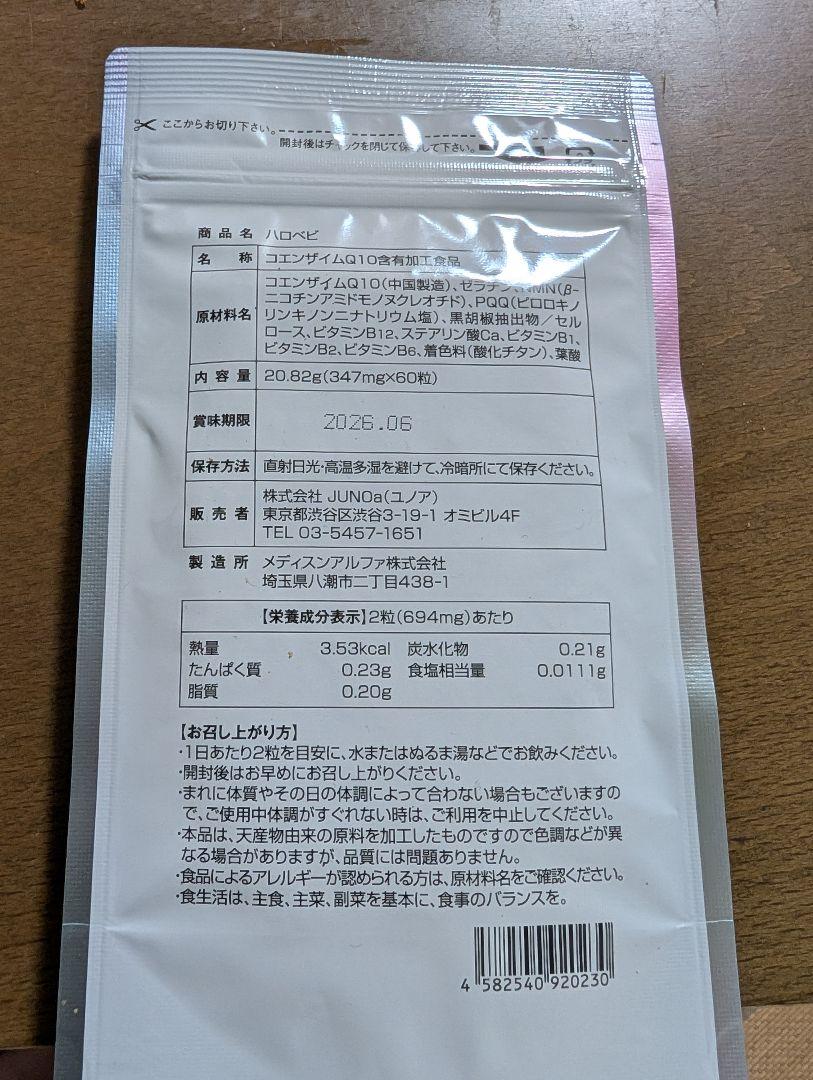 ここからお切り下さい。
開封後はチャックを閉じて保存して下さい。
商品名 ハロベビ
名称 コエンザイムQ10含有加工食品
原材料名 コエンザイムQ10(中国製造)、ゼラチン、NMN(β-
ニコチンアミドモノヌクレオチド)、PQQ(ピロロキノ
リンキノン二ナトリウム塩)、黒胡椒抽出物/セル
ロース、ビタミンB12、ステアリン酸Ca、ビタミンB1、
ビタミンB2、ビタミンB6、着色料(酸化チタン)、葉酸
内容量 20.82g(347mg×60粒)
賞味期限 2026.06
保存方法 直射日光・高温多湿を避けて、冷暗所にて保存ください。
販売者 株式会社 JUNOa(ユノア)
東京都渋谷区渋谷3-19-1 オミビル4F
TEL 03-5457-1651
製造所 メディスンアルファ株式会社
埼玉県八潮市二丁目438-1
【栄養成分表示】2粒(694mg)あたり
熱量 3.53kcal 炭水化物 0.21g
たんぱく質 0.23g 食塩相当量 0.0111g
脂質 0.20g
【お召し上がり方】
・1日あたり2粒を目安に、水またはぬるま湯などでお飲みください。
・開封後はお早めにお召し上がりください。
・まれに体質やその日の体調によって合わない場合もございますの
で、ご使用中体調がすぐれない時は、ご利用を中止してください。
・本品は、天産物由来の原料を加工したものですので色調などが異
なる場合がありますが、品質には問題ありません。
・食品によるアレルギーが認められる方は、原材料名をご確認ください。
・食生活は、主食、主菜、副菜を基本に、食事のバランスを。
4 582540 920230